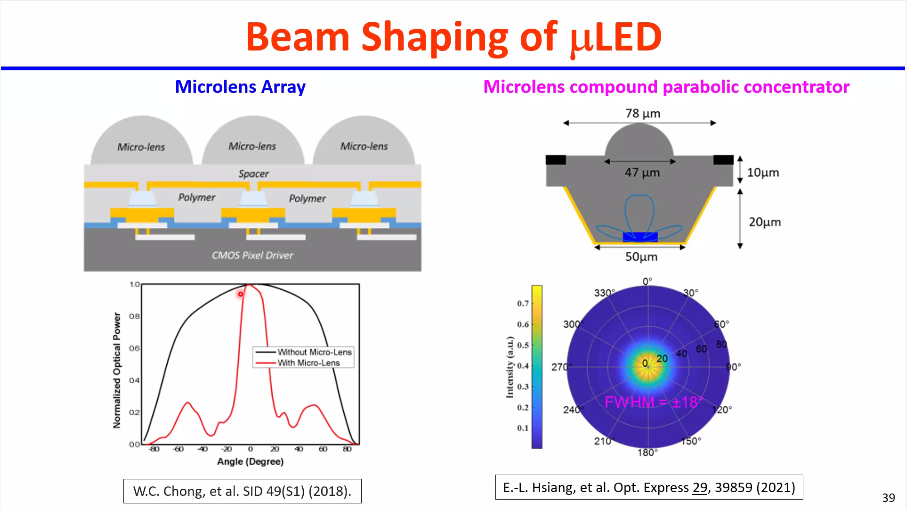 Beam Shaping of μLED
Microlens Array
Micro-lens
Micro-lens
Micro-lens
Spacer
Polymer
Polymer
CMOS Pixel Driver
Normalized Optical Power
1.0
0.8
0.6
0.4
0.2
0.0
-80 -60 -40 -20 0 20 40 60 80
Angle (Degree)
Without Micro-Lens
With Micro-Lens
W.C. Chong, et al. SID 49(S1) (2018).
Microlens compound parabolic concentrator
78 μm
47 μm
10μm
20μm
50μm
Intensity (a.u.)
0.7
0.6
0.5
0.4
0.3
0.2
0.1
0°
30°
60°
90°
120°
150°
180°
210
240°
270°
300°
330°
0 20 40 60 80
FWHM = ±18°
E.-L. Hsiang, et al. Opt. Express 29, 39859 (2021)
39